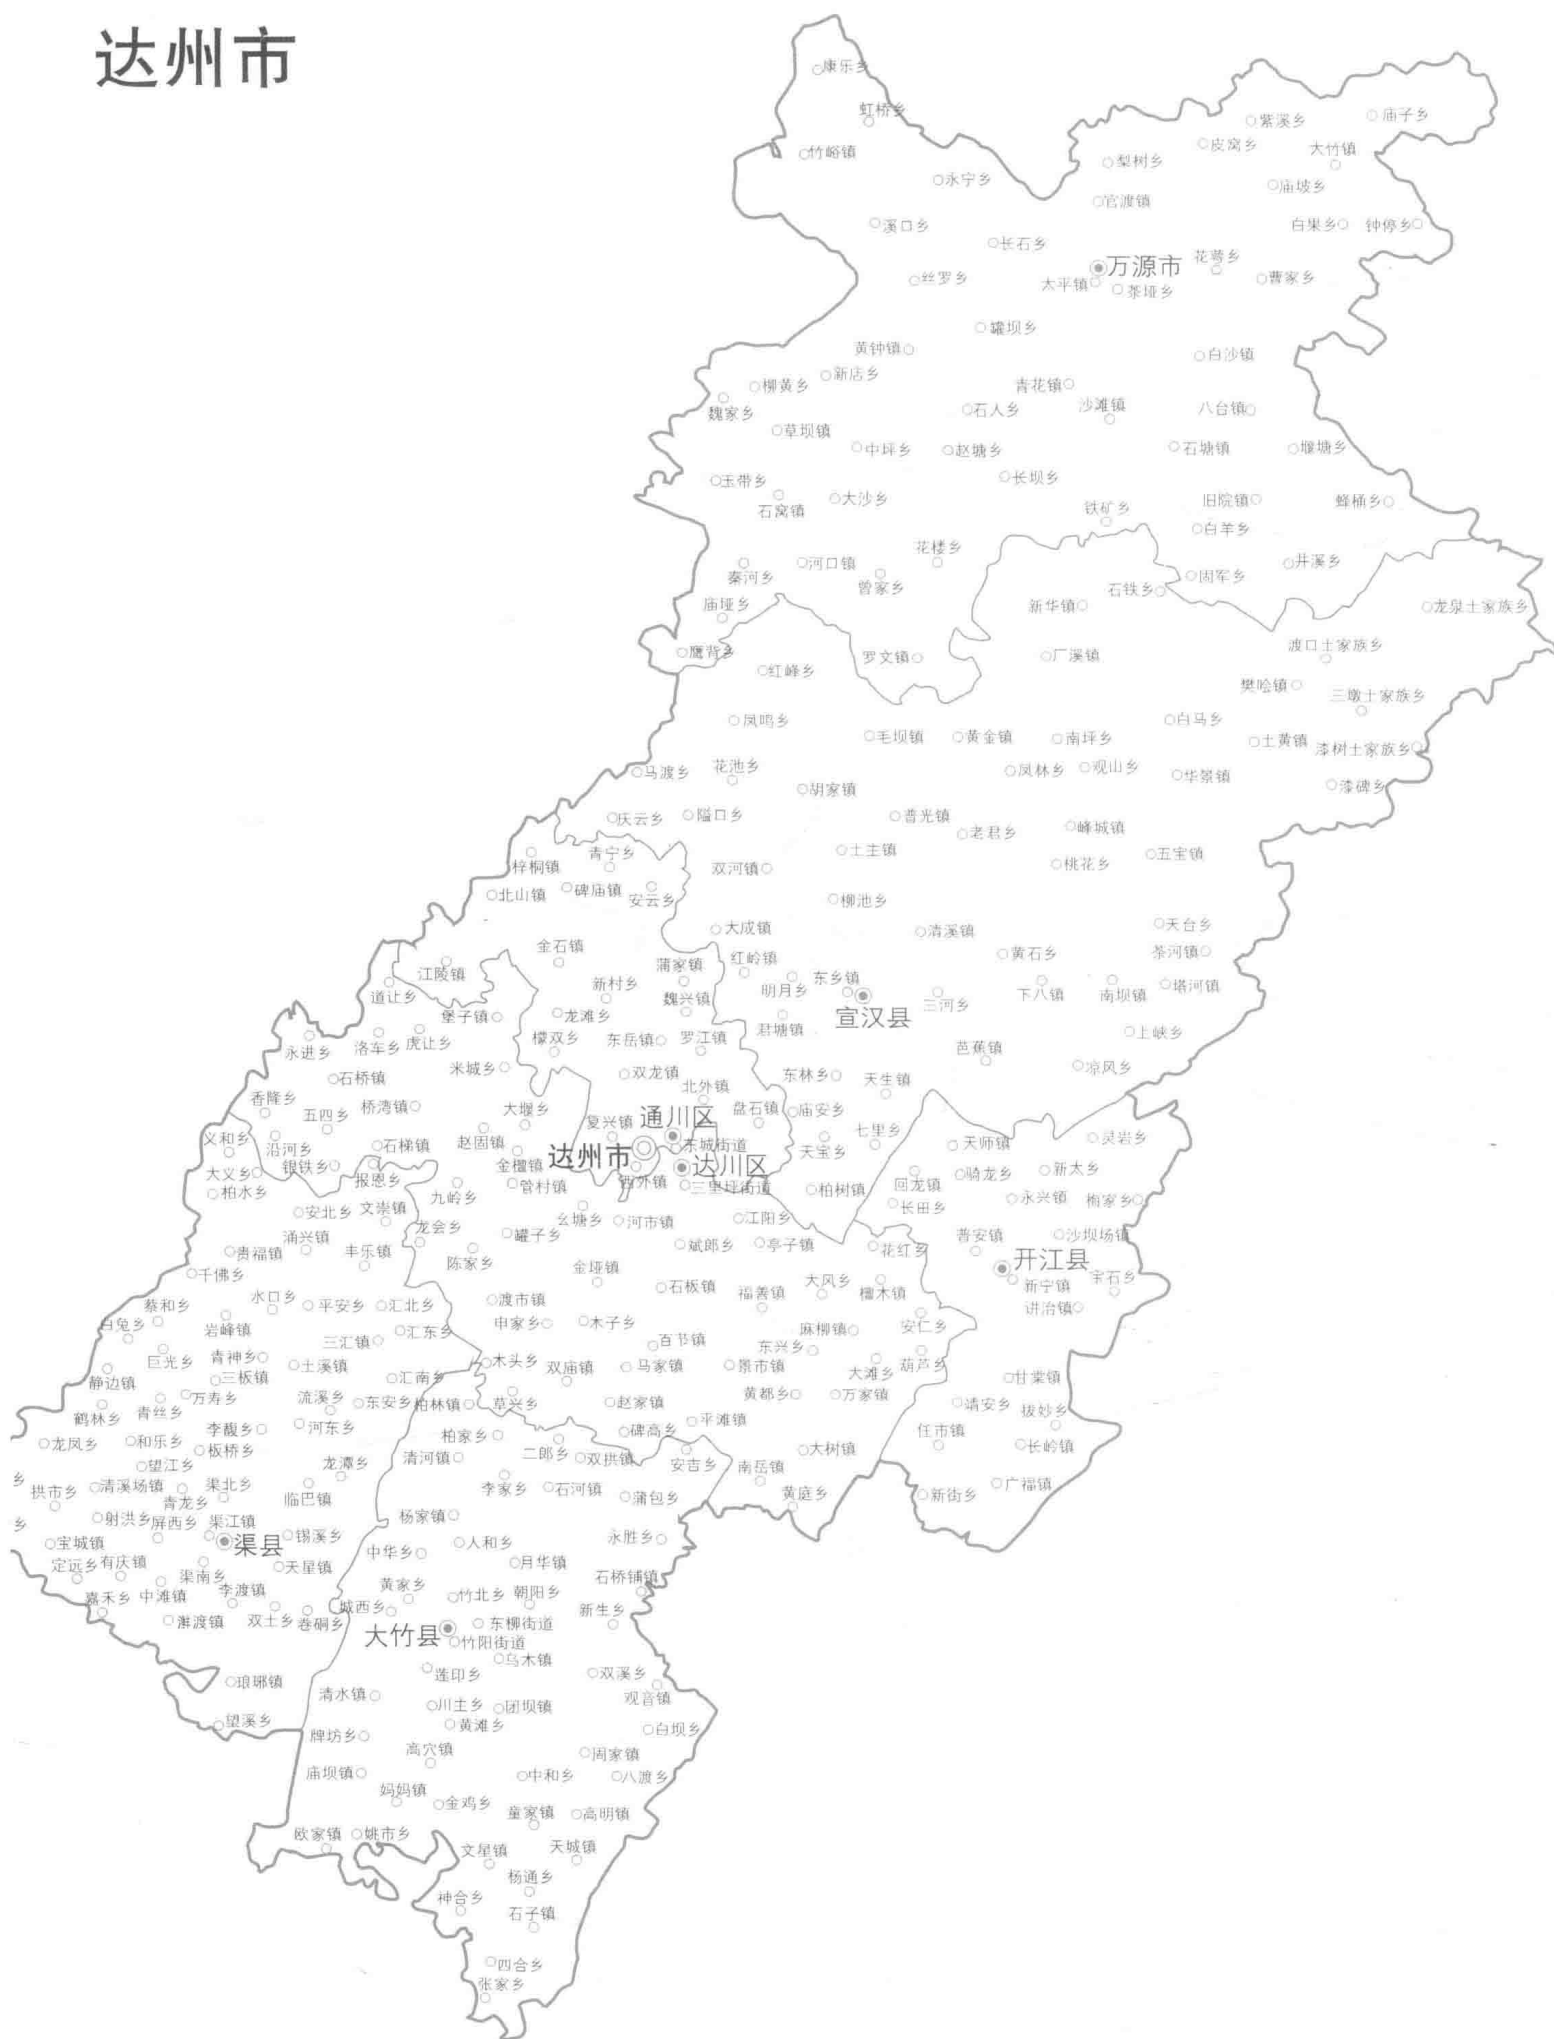 达州市
康乐乡
虹桥乡
紫溪乡
庙子乡
竹峪镇
梨树乡
皮窝乡
大竹镇
永宁乡
庙坡乡
官渡镇
溪口乡
长石乡
白果乡
钟停乡
万源市
花萼乡
丝罗乡
太平镇
茶垭乡
曹家乡
罐坝乡
黄钟镇
白沙镇
柳黄乡
新店乡
青花镇
魏家乡
石人乡
沙滩镇
八台镇
草坝镇
中坪乡
赵塘乡
石塘镇
堰塘乡
玉带乡
长坝乡
石窝镇
大沙乡
铁矿乡
旧院镇
蜂桶乡
白羊乡
花楼乡
秦河乡
河口镇
曾家乡
井溪乡
固军乡
石铁乡
庙垭乡
新华镇
龙泉土家族乡
鹰背乡
红峰乡
罗文镇
厂溪镇
渡口土家族乡
樊哙镇
三墩土家族乡
凤鸣乡
毛坝镇
黄金镇
南坪乡
白马乡
土黄镇
漆树土家族乡
马渡乡
花池乡
胡家镇
凤林乡
观山乡
华景镇
漆碑乡
庆云乡
隘口乡
普光镇
老君乡
峰城镇
梓桐镇
青宁乡
双河镇
土主镇
桃花乡
五宝镇
北山镇
碑庙镇
安云乡
柳池乡
大成镇
清溪镇
天台乡
金石镇
蒲家镇
红岭镇
黄石乡
茶河镇
江陵镇
道让乡
新村乡
魏兴镇
明月乡
东乡镇
宣汉县
三河乡
下八镇
南坝镇
塔河镇
堡子镇
龙滩乡
君塘镇
上峡乡
永进乡
洛车乡
虎让乡
檬双乡
东岳镇
罗江镇
芭蕉镇
石桥镇
米城乡
双龙镇
东林乡
天生镇
凉风乡
香隆乡
五四乡
桥湾镇
大堰乡
北外镇
复兴镇
通川区
盘石镇
庙安乡
义和乡
沿河乡
石梯镇
赵固镇
达州市
东城街道
天宝乡
七里乡
天师镇
灵岩乡
大义乡
银铁乡
报恩乡
金檀镇
西外镇
达川区
回龙镇
骑龙乡
新太乡
柏水乡
九岭乡
管村镇
三里坪街道
柏树镇
长田乡
永兴镇
梅家乡
安北乡
文崇镇
龙会乡
罐子乡
幺塘乡
河市镇
江阳乡
普安镇
沙坝场镇
贵福镇
涌兴镇
丰乐镇
陈家乡
斌郎乡
亭子镇
花红乡
开江县
千佛乡
金垭镇
石板镇
福善镇
大风乡
檀木镇
新宁镇
宝石乡
蔡和乡
水口乡
平安乡
汇北乡
渡市镇
讲治镇
白兔乡
岩峰镇
三汇镇
汇东乡
申家乡
木子乡
百节镇
东兴乡
麻柳镇
安仁乡
巨光乡
青神乡
土溪镇
木头乡
双庙镇
马家镇
景市镇
大滩乡
葫芦乡
静边镇
三板镇
汇南乡
甘棠镇
万寿乡
流溪乡
东安乡
柏林镇
草兴乡
赵家镇
黄都乡
万家镇
靖安乡
拔妙乡
鹤林乡
青丝乡
李馥乡
河东乡
碑高乡
平滩镇
任市镇
长岭镇
龙凤乡
和乐乡
板桥乡
柏家乡
二郎乡
双拱镇
安吉乡
大树镇
望江乡
清河镇
南岳镇
广福镇
乡
拱市乡
清溪场镇
渠北乡
龙潭乡
李家乡
石河镇
蒲包乡
黄庭乡
新街乡
青龙乡
临巴镇
乡
射洪乡
屏西乡
渠江镇
锡溪乡
杨家镇
永胜乡
宝城镇
渠县
中华乡
人和乡
月华镇
定远乡
有庆镇
渠南乡
天星镇
石桥铺镇
嘉禾乡
中滩镇
李渡镇
城西乡
黄家乡
竹北乡
朝阳乡
新生乡
㴔渡镇
双土乡
卷硐乡
大竹县
东柳街道
竹阳街道
乌木镇
琅琊镇
莲印乡
双溪乡
清水镇
川主乡
团坝镇
观音镇
望溪乡
牌坊乡
黄滩乡
白坝乡
高穴镇
周家镇
庙坝镇
中和乡
八渡乡
妈妈镇
金鸡乡
童家镇
高明镇
欧家镇
姚市乡
文星镇
天城镇
杨通乡
神合乡
石子镇
四合乡
张家乡